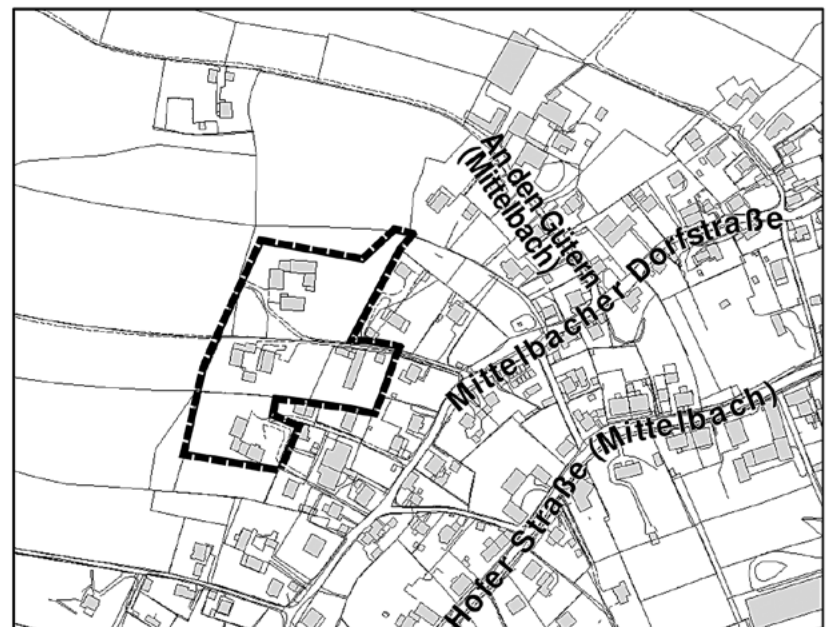 An den Gütern
(Mittelbach)
Mittelbacher Dorfstraße
Hofer Straße (Mittelbach)